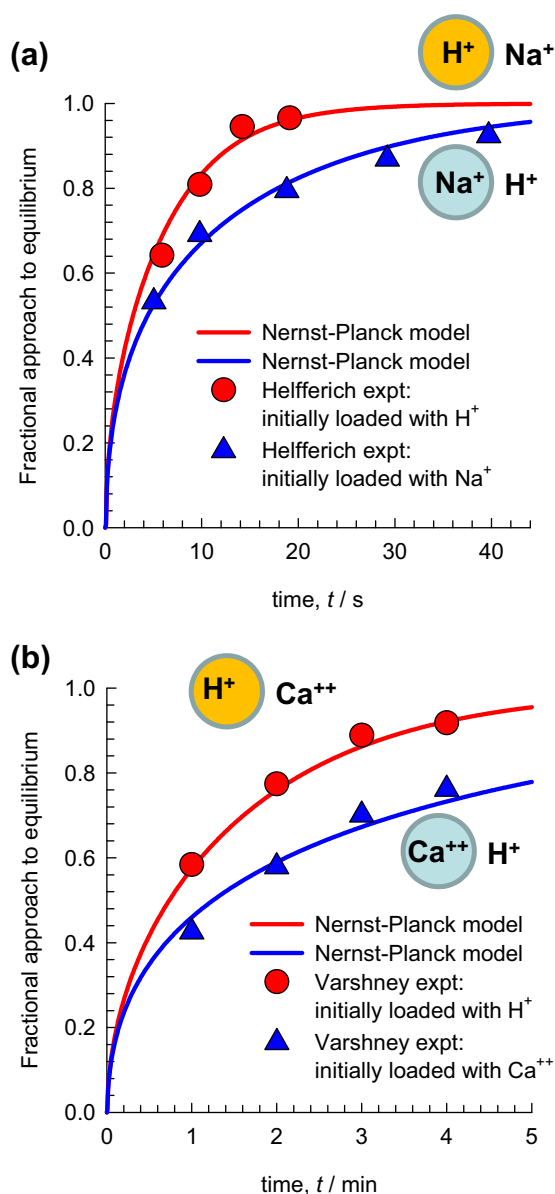 (a)
H⁺ Na⁺
1.0
0.8
0.6
0.4
0.2
0.0
Fractional approach to equilibrium
Na⁺ H⁺
Nernst-Planck model
Nernst-Planck model
Helfferich expt:
initially loaded with H⁺
Helfferich expt:
initially loaded with Na⁺
0 10 20 30 40
time, t / s
(b)
H⁺ Ca⁺⁺
1.0
0.8
0.6
0.4
0.2
0.0
Fractional approach to equilibrium
Ca⁺⁺ H⁺
Nernst-Planck model
Nernst-Planck model
Varshney expt:
initially loaded with H⁺
Varshney expt:
initially loaded with Ca⁺⁺
0 1 2 3 4 5
time, t / min